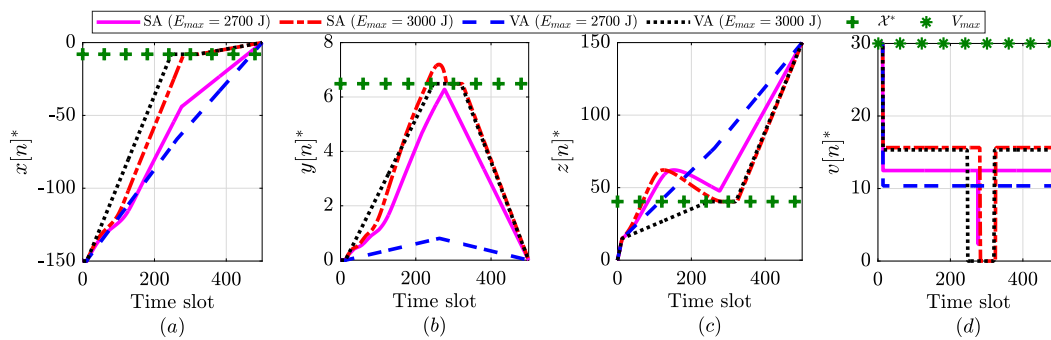 SA (E_max = 2700 J) SA (E_max = 3000 J) VA (E_max = 2700 J) VA (E_max = 3000 J) 𝒳* V_max
0 8 150 30
-50 6 100 20
-100 4 50 10
-150 2 0 0
0
x[n]* y[n]* z[n]* v[n]*
0 200 400 0 200 400 0 200 400 0 200 400
Time slot Time slot Time slot Time slot
(a) (b) (c) (d)